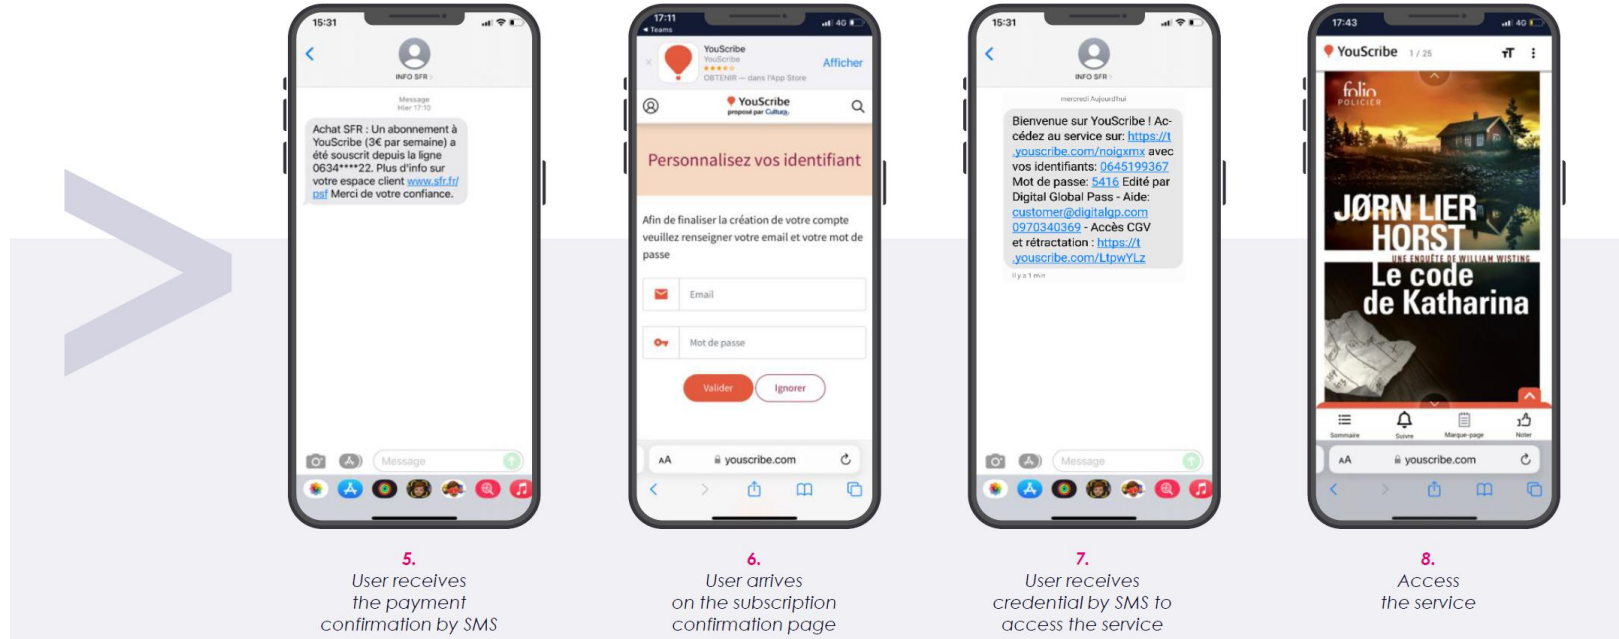 15:31
INFO SFR
Message
Hier 17:10
Achat SFR : Un abonnement à
YouScribe (3€ par semaine) a
été souscrit depuis la ligne
0634****22. Plus d'info sur
votre espace client www.sfr.fr/
psf Merci de votre confiance.
Message
5.
User receives
the payment
confirmation by SMS
17:11
4G
Teams
YouScribe
YouScribe
OBTENIR — dans l'App Store
Afficher
YouScribe
proposé par Cultura
Personnalisez vos identifiant
Afin de finaliser la création de votre compte
veuillez renseigner votre email et votre mot de
passe
Email
Mot de passe
Valider
Ignorer
AA
youscribe.com
6.
User arrives
on the subscription
confirmation page
15:31
INFO SFR
mercredi Aujourd'hui
Bienvenue sur YouScribe ! Ac-
cédez au service sur: https://t
.youscribe.com/noigxmx avec
vos identifiants: 0645199367
Mot de passe: 5416 Edité par
Digital Global Pass - Aide:
customer@digitalgp.com
0970340369 - Accès CGV
et rétractation : https://t
.youscribe.com/LtpwYLz
il y a 1 min
Message
7.
User receives
credential by SMS to
access the service
17:43
4G
YouScribe 1 / 25
TT
folio
POLICIER
JØRN LIER
HORST
UNE ENQUÊTE DE WILLIAM WISTING
Le code
de Katharina
Sommaire
Suivre
Marque-page
Noter
AA
youscribe.com
8.
Access
the service